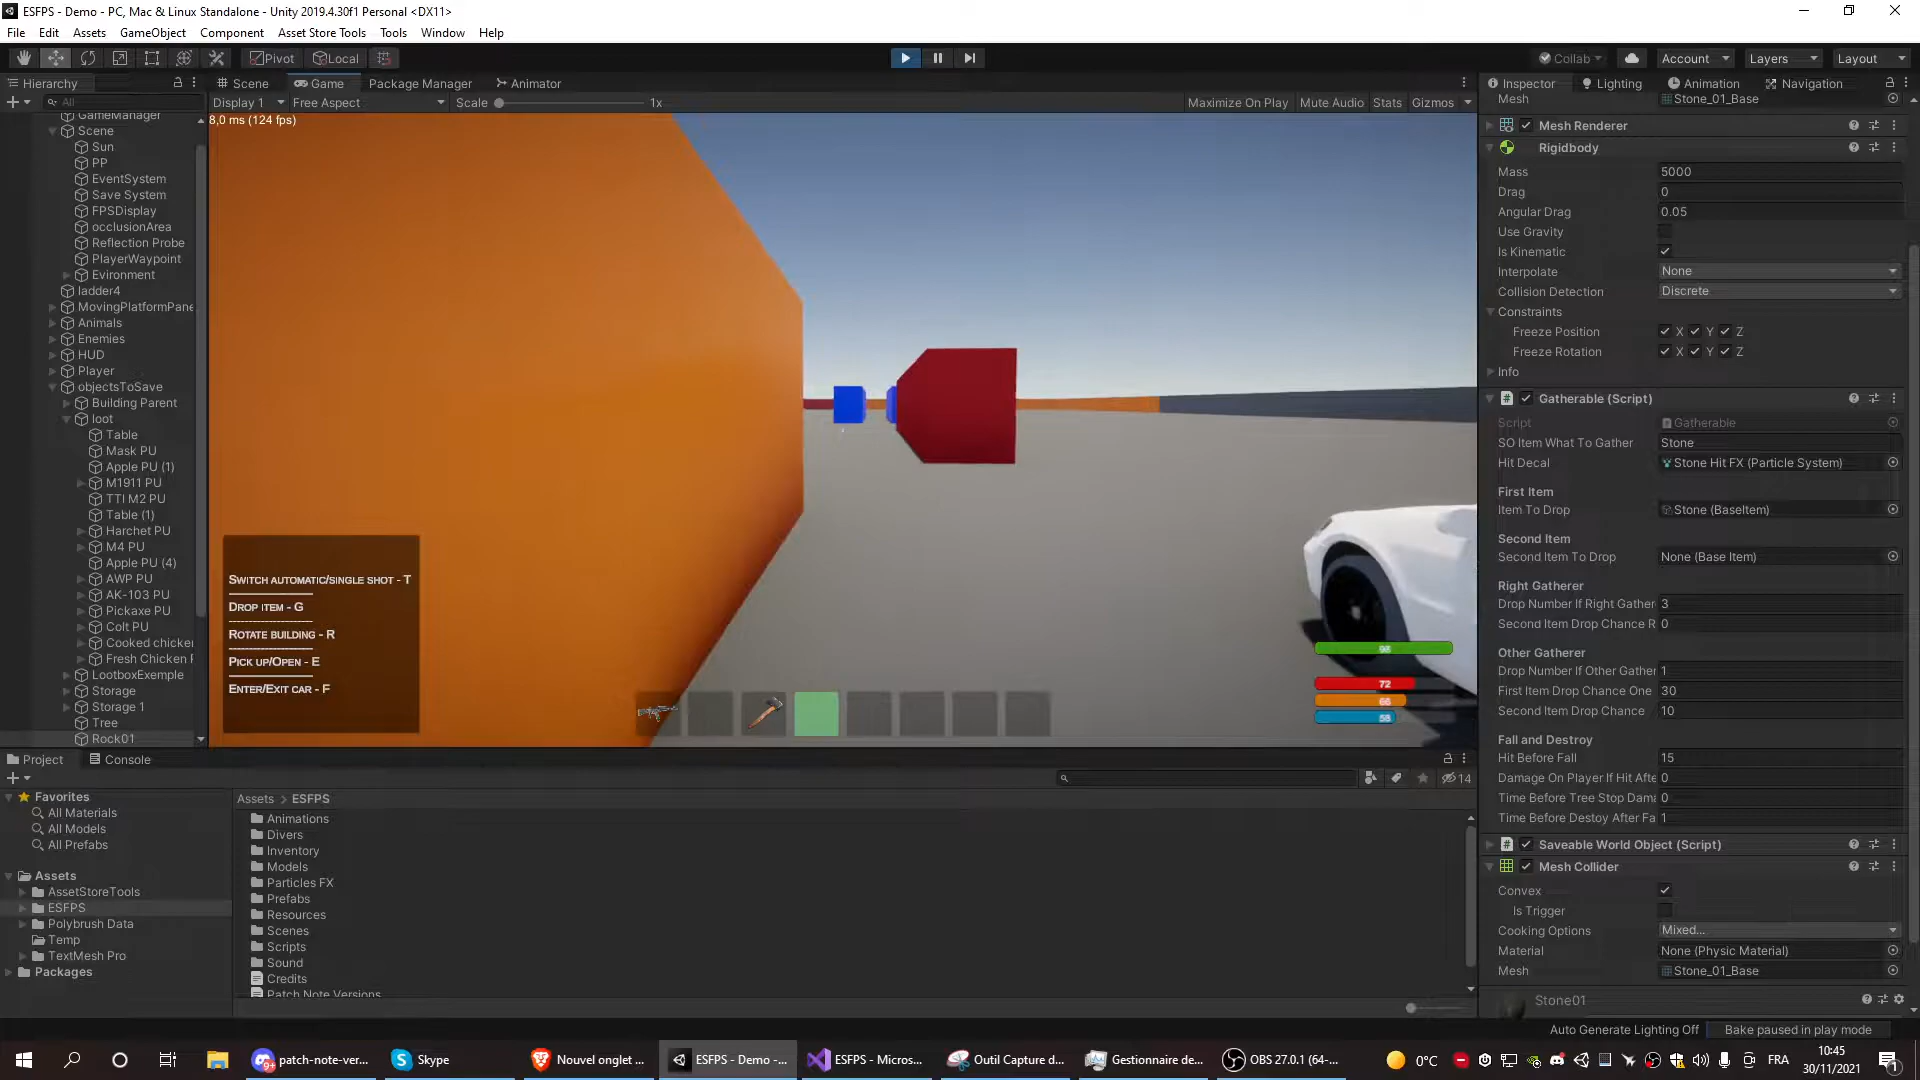 ESFPS - Demo - PC, Mac & Linux Standalone - Unity 2019.4.30f1 Personal <DX11>
File Edit Assets GameObject Component Asset Store Tools Tools Window Help
Pivot Local Collab Account Layers Layout
Hierarchy
All
GameManager
Scene
Sun
PP
EventSystem
Save System
FPSDisplay
occlusionArea
Reflection Probe
PlayerWaypoint
Evironment
ladder4
MovingPlatformPane
Animals
Enemies
HUD
Player
objectsToSave
Building Parent
loot
Table
Mask PU
Apple PU (1)
M1911 PU
TTI M2 PU
Table (1)
Harchet PU
M4 PU
Apple PU (4)
AWP PU
AK-103 PU
Pickaxe PU
Colt PU
Cooked chicken
Fresh Chicken
LootboxExemple
Storage
Storage 1
Tree
Rock01
Scene Game Package Manager Animator
Display 1 Free Aspect Scale 1x Maximize On Play Mute Audio Stats Gizmos
8,0 ms (124 fps)
SWITCH AUTOMATIC/SINGLE SHOT - T
DROP ITEM - G
ROTATE BUILDING - R
PICK UP/OPEN - E
ENTER/EXIT CAR - F
98
72
66
58
Inspector Lighting Animation Navigation
Mesh Stone_01_Base
Mesh Renderer
Rigidbody
Mass 5000
Drag 0
Angular Drag 0.05
Use Gravity
Is Kinematic
Interpolate None
Collision Detection Discrete
Constraints
Freeze Position X Y Z
Freeze Rotation X Y Z
Info
Gatherable (Script)
Script Gatherable
SO Item What To Gather Stone
Hit Decal Stone Hit FX (Particle System)
First Item
Item To Drop Stone (BaseItem)
Second Item
Second Item To Drop None (Base Item)
Right Gatherer
Drop Number If Right Gather 3
Second Item Drop Chance R 0
Other Gatherer
Drop Number If Other Gather 1
First Item Drop Chance One 30
Second Item Drop Chance 10
Fall and Destroy
Hit Before Fall 15
Damage On Player If Hit Afte 0
Time Before Tree Stop Dama 0
Time Before Destoy After Fa 1
Saveable World Object (Script)
Mesh Collider
Convex
Is Trigger
Cooking Options Mixed...
Material None (Physic Material)
Mesh Stone_01_Base
Stone01
Auto Generate Lighting Off Bake paused in play mode
Project Console
14
Favorites
All Materials
All Models
All Prefabs
Assets
AssetStoreTools
ESFPS
Polybrush Data
Temp
TextMesh Pro
Packages
Assets > ESFPS
Animations
Divers
Inventory
Models
Particles FX
Prefabs
Resources
Scenes
Scripts
Sound
Credits
Patch Note Versions
9+ patch-note-ver... Skype Nouvel onglet ... ESFPS - Demo -... ESFPS - Micros... Outil Capture d... Gestionnaire de... OBS 27.0.1 (64-... 0°C FRA 10:45
30/11/2021 1